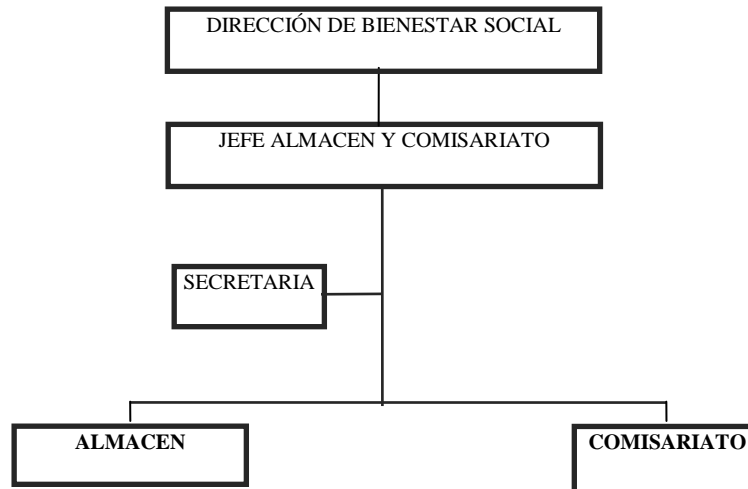 DIRECCIÓN DE BIENESTAR SOCIAL
JEFE ALMACEN Y COMISARIATO
SECRETARIA
ALMACEN
COMISARIATO